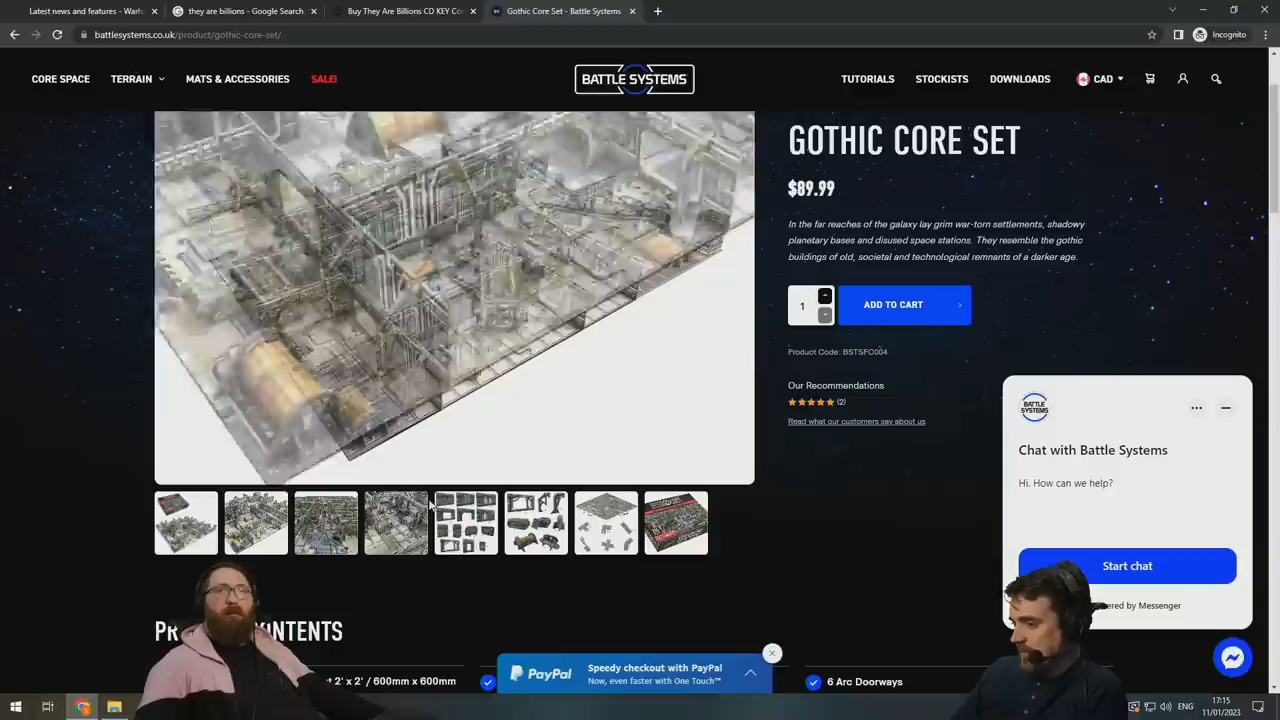 Latest news and features - Warh
they are billions - Google Search
Buy They Are Billions CD KEY Co
Gothic Core Set - Battle Systems
battlesystems.co.uk/product/gothic-core-set/
Incognito
CORE SPACE
TERRAIN
MATS & ACCESSORIES
SALE!
BATTLE SYSTEMS
TUTORIALS
STOCKISTS
DOWNLOADS
CAD
GOTHIC CORE SET
$89.99
In the far reaches of the galaxy lay grim war-torn settlements, shadowy
planetary bases and disused space stations. They resemble the gothic
buildings of old, societal and technological remnants of a darker age.
1
ADD TO CART
Product Code: BSTSFC004
Our Recommendations
(2)
Read what our customers say about us
BATTLE
SYSTEMS
Chat with Battle Systems
Hi. How can we help?
Start chat
ered by Messenger
PR NTENTS
2' x 2' / 600mm x 600mm
6 Arc Doorways
PayPal
Speedy checkout with PayPal
Now, even faster with One Touch™
ENG
17:15
11/01/2023